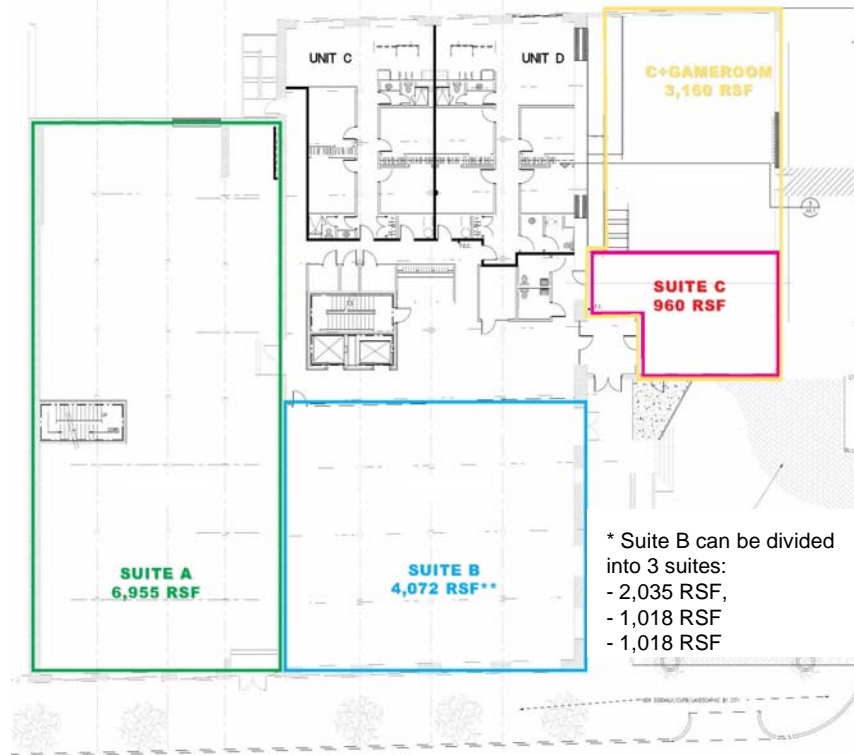 UNIT C
UNIT D
C+GAMEROOM
3,160 RSF
SUITE C
960 RSF
SUITE A
6,955 RSF
SUITE B
4,072 RSF**
* Suite B can be divided
into 3 suites:
- 2,035 RSF,
- 1,018 RSF
- 1,018 RSF